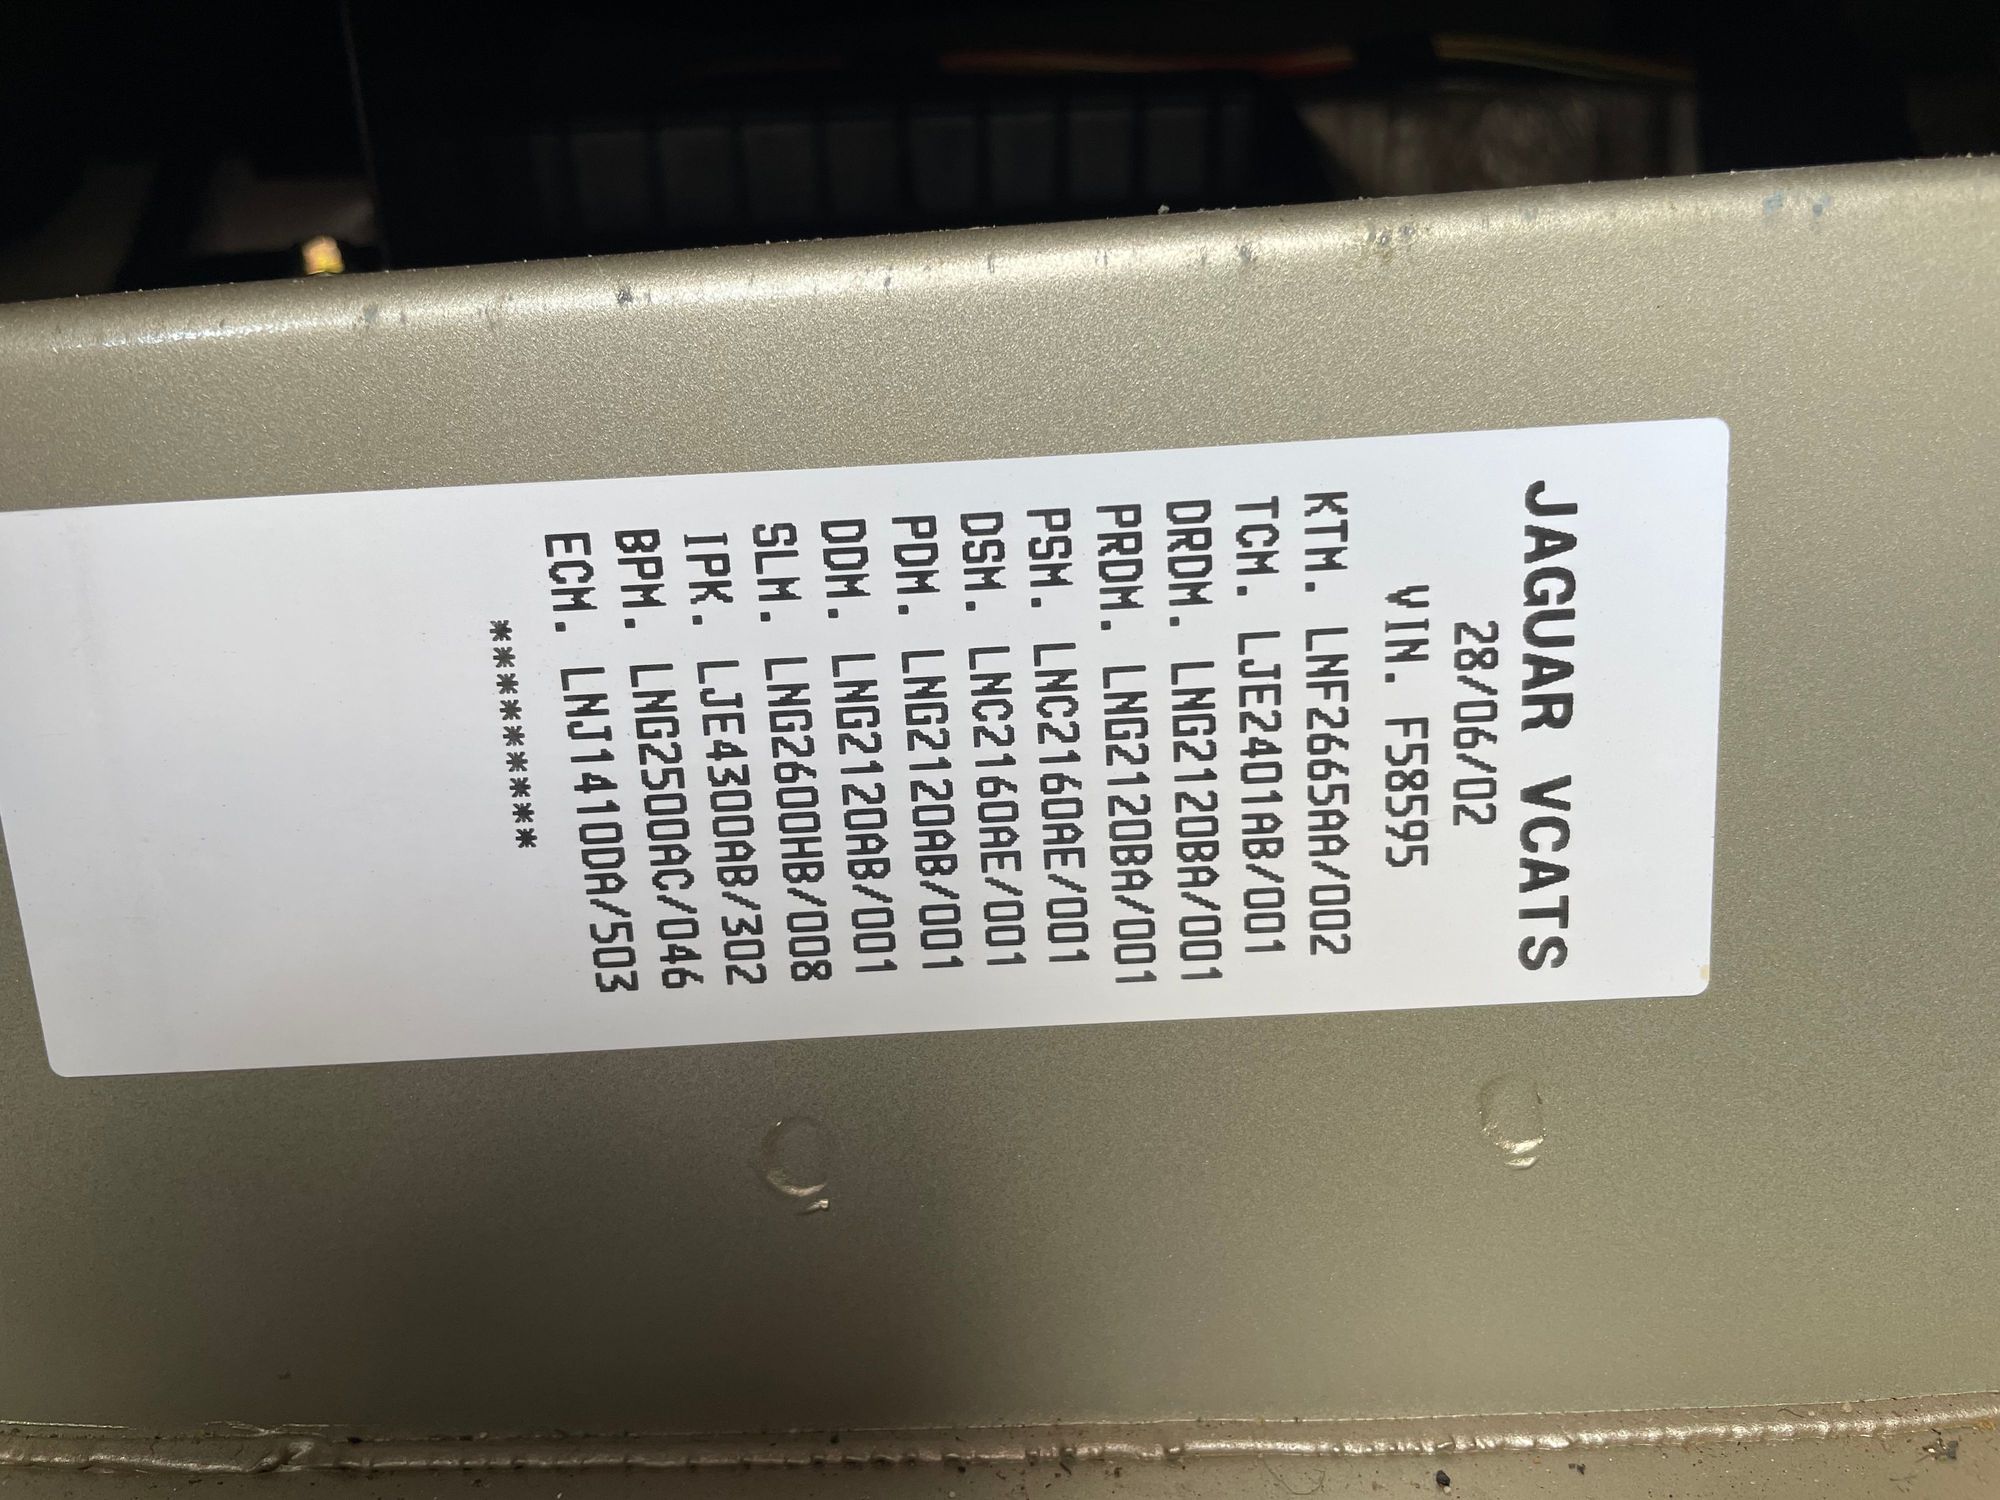 JAGUAR VCATS
28/06/02
VIN. F58595
KTM. LNF2665AA/002
TCM. LJE2401AB/001
DRDM. LNG2120BA/001
PRDM. LNG2120BA/001
PSM. LNC2160AE/001
DSM. LNC2160AE/001
PDM. LNG2120AB/001
DDM. LNG2120AB/001
SLM. LNG2600HB/008
IPK. LJE4300AB/302
BPM. LNG2500AC/046
ECM. LNJ1410DA/503
*********